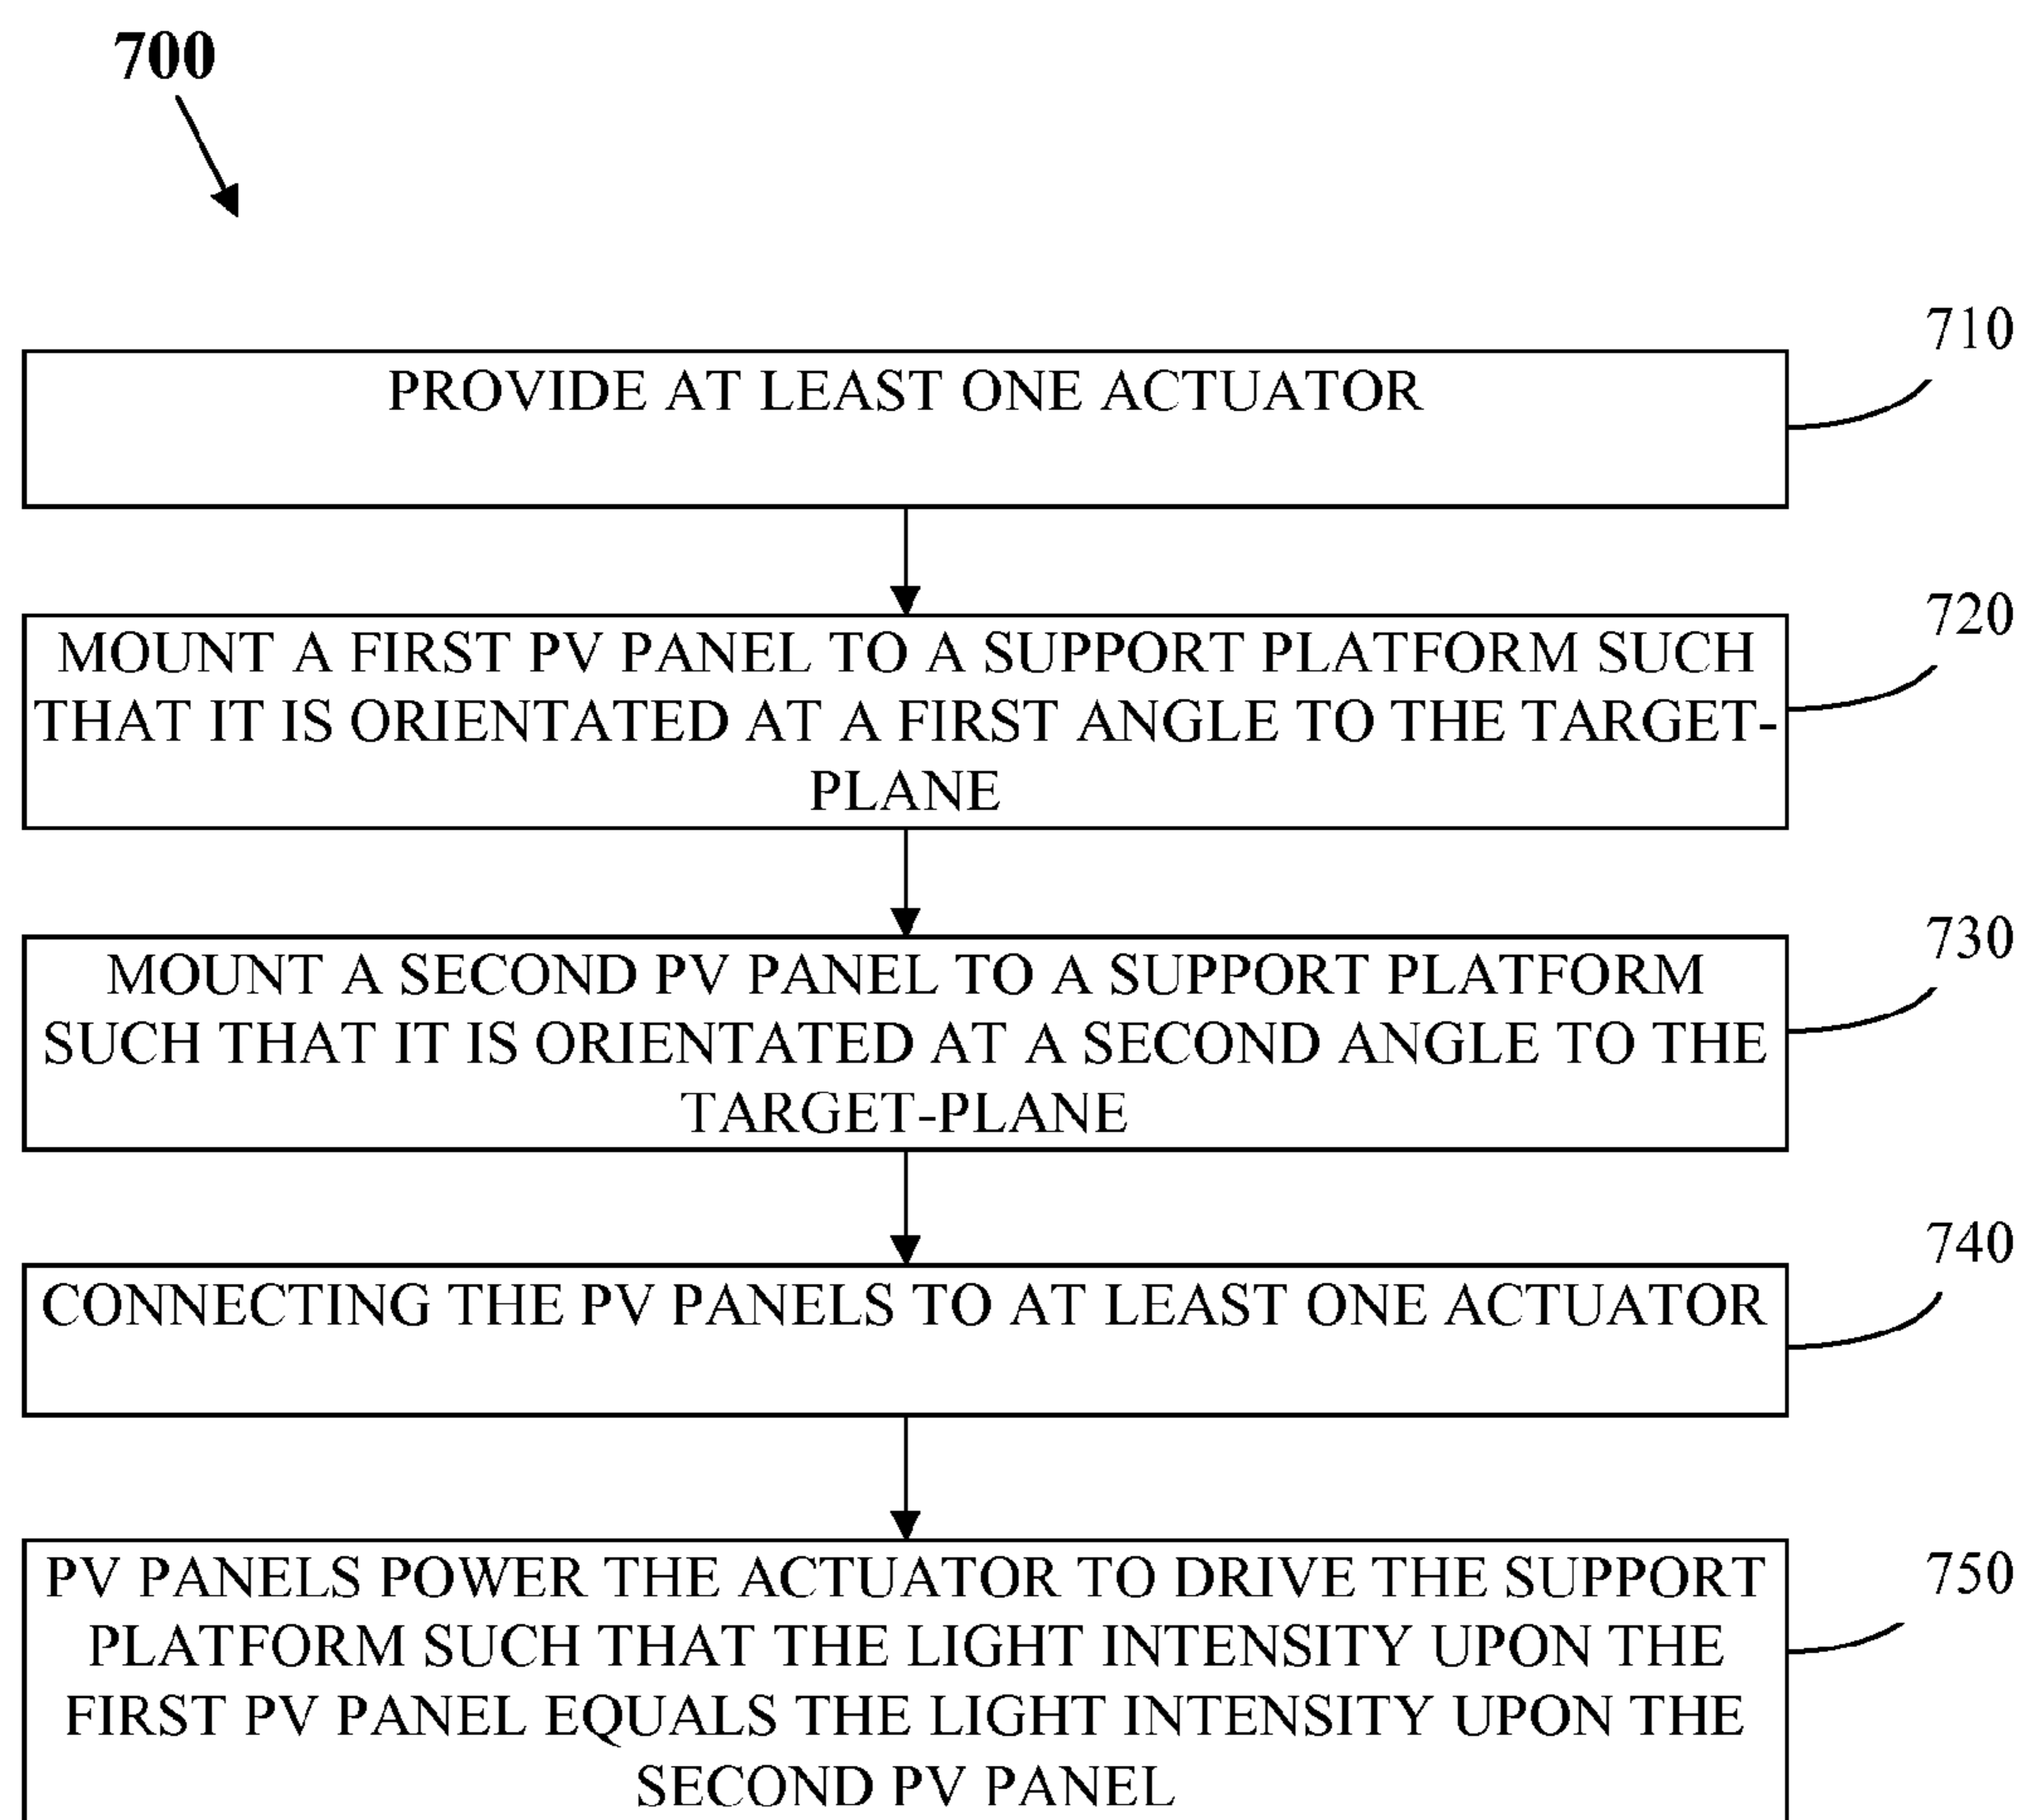 700
710
PROVIDE AT LEAST ONE ACTUATOR
720
MOUNT A FIRST PV PANEL TO A SUPPORT PLATFORM SUCH
THAT IT IS ORIENTATED AT A FIRST ANGLE TO THE TARGET-
PLANE
730
MOUNT A SECOND PV PANEL TO A SUPPORT PLATFORM
SUCH THAT IT IS ORIENTATED AT A SECOND ANGLE TO THE
TARGET-PLANE
740
CONNECTING THE PV PANELS TO AT LEAST ONE ACTUATOR
750
PV PANELS POWER THE ACTUATOR TO DRIVE THE SUPPORT
PLATFORM SUCH THAT THE LIGHT INTENSITY UPON THE
FIRST PV PANEL EQUALS THE LIGHT INTENSITY UPON THE
SECOND PV PANEL